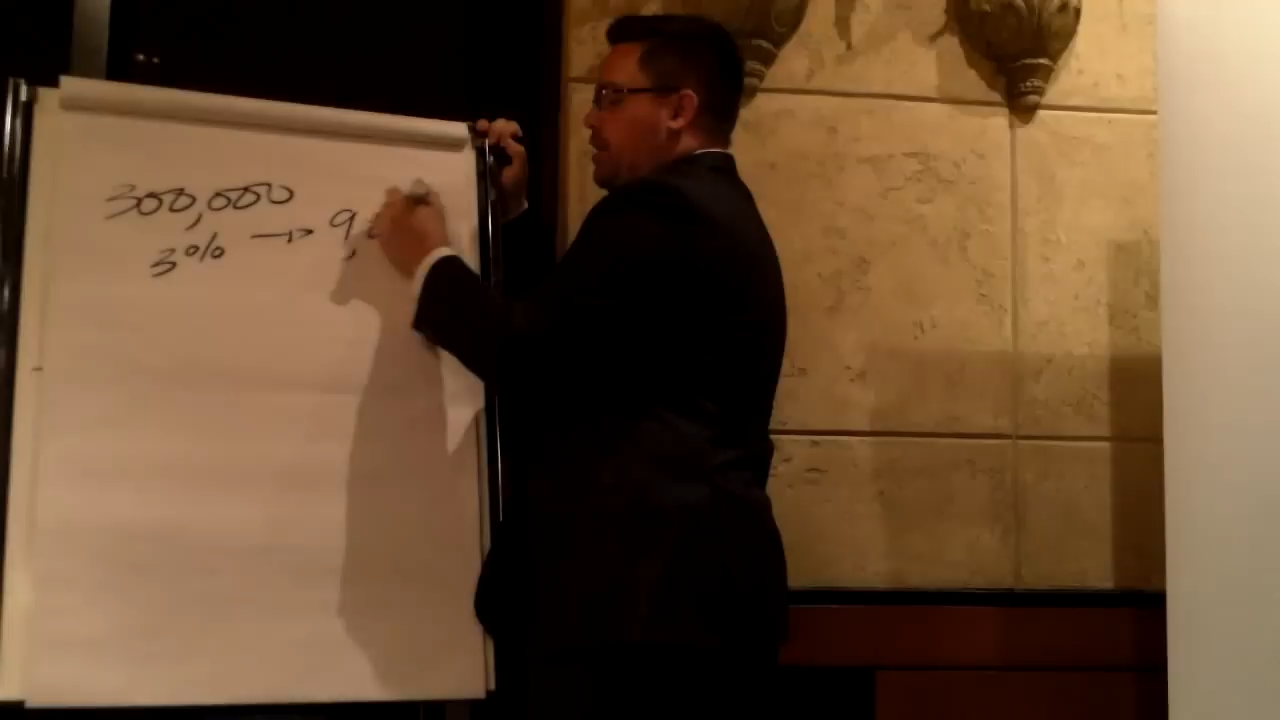 300,000
3% → 9,